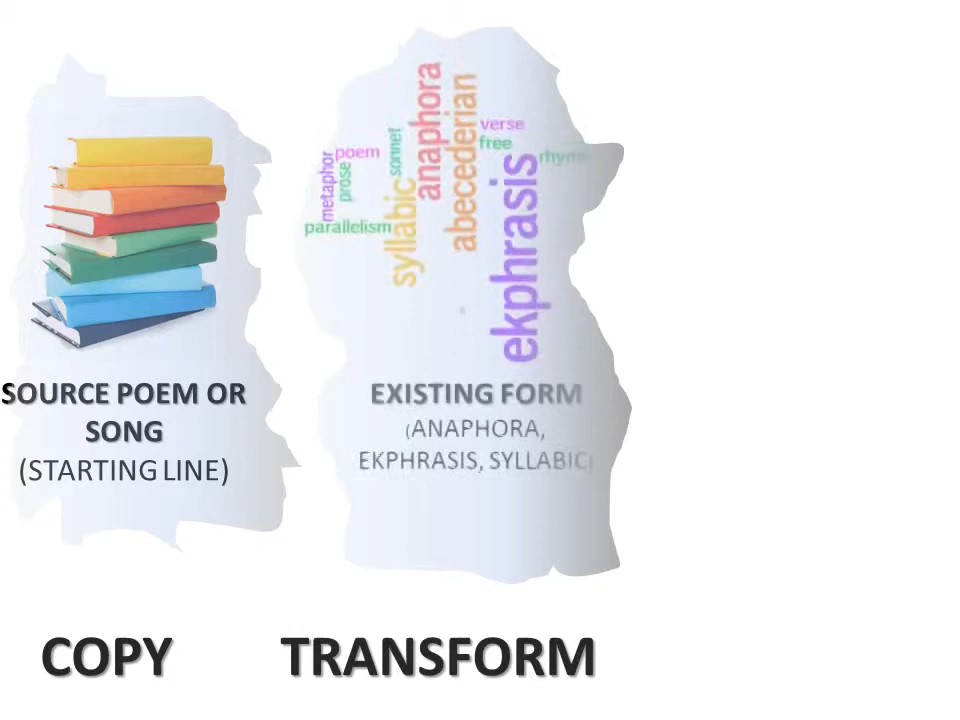 SOURCE POEM OR
SONG
(STARTING LINE)
COPY
metaphor
poem
prose
parallelism
sonnet
syllabic
anaphora
abecederian
verse
free
rhyme
ekphrasis
EXISTING FORM
(ANAPHORA,
EKPHRASIS, SYLLABIC)
TRANSFORM